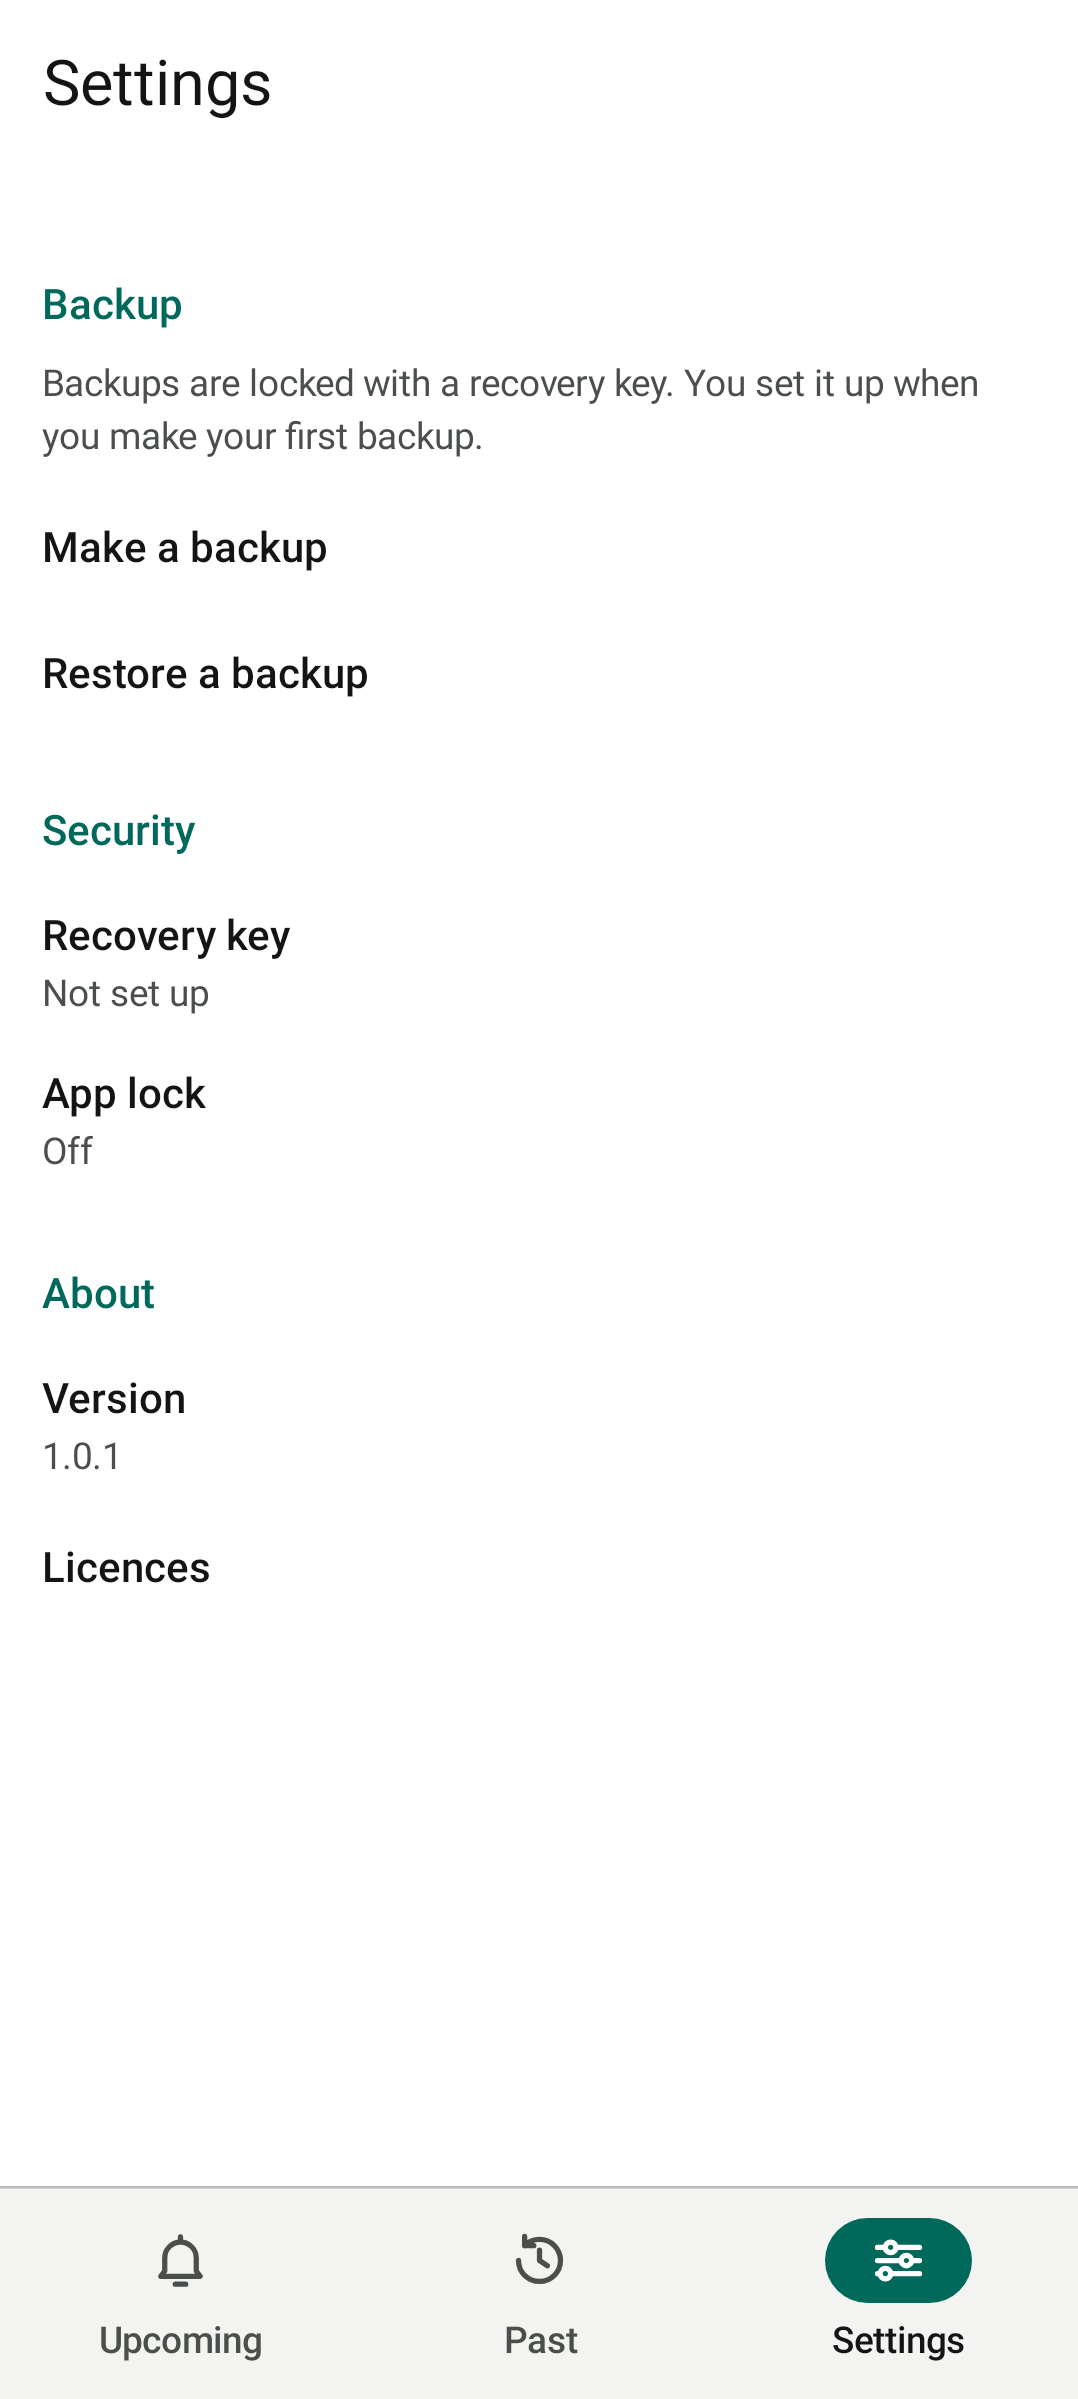 Settings
Backup
Backups are locked with a recovery key. You set it up when
you make your first backup.
Make a backup
Restore a backup
Security
Recovery key
Not set up
App lock
Off
About
Version
1.0.1
Licences
Upcoming
Past
Settings